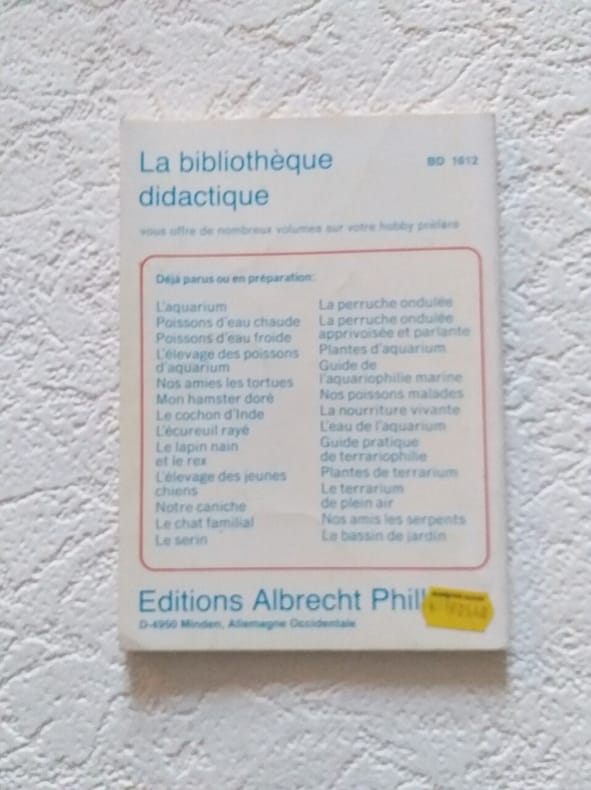 La bibliothèque
didactique
BD 1612
vous offre de nombreux volumes sur votre hobby préféré
Déjà parus ou en préparation:
L'aquarium
Poissons d'eau chaude
Poissons d'eau froide
L'élevage des poissons
d'aquarium
Nos amies les tortues
Mon hamster doré
Le cochon d'Inde
L'écureuil rayé
Le lapin nain
et le rex
L'élevage des jeunes
chiens
Notre caniche
Le chat familial
Le serin
La perruche ondulée
La perruche ondulée
apprivoisée et parlante
Plantes d'aquarium
Guide de
l'aquariophilie marine
Nos poissons malades
La nourriture vivante
L'eau de l'aquarium
Guide pratique
de terrariophilie
Plantes de terrarium
Le terrarium
de plein air
Nos amis les serpents
Le bassin de jardin
Editions Albrecht Phil
D-4950 Minden, Allemagne Occidentale